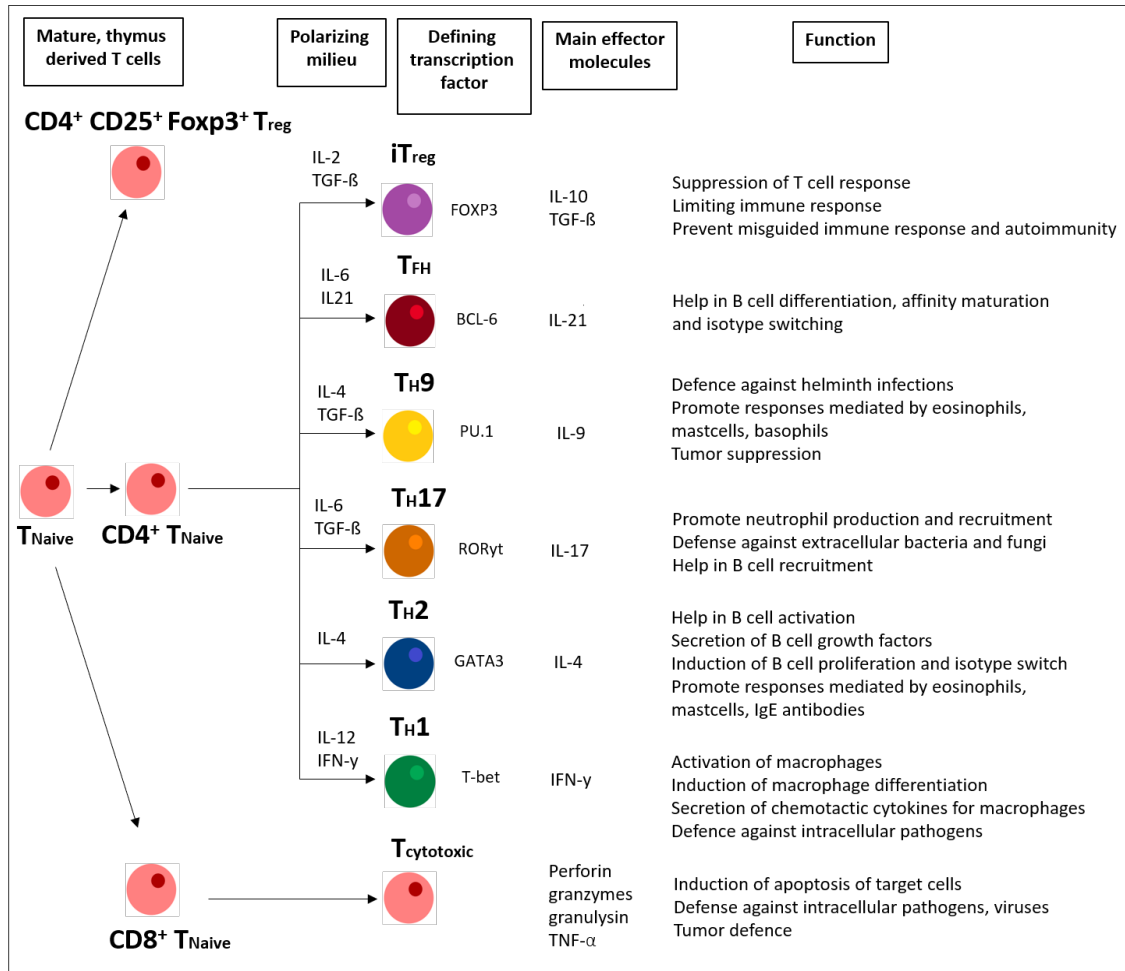 Mature, thymus
derived T cells
Polarizing
milieu
Defining
transcription
factor
Main effector
molecules
Function
CD4⁺ CD25⁺ Foxp3⁺ Treg
IL-2
TGF-ß
iTreg
FOXP3
IL-10
TGF-ß
Suppression of T cell response
Limiting immune response
Prevent misguided immune response and autoimmunity
IL-6
IL21
TFH
BCL-6
IL-21
Help in B cell differentiation, affinity maturation
and isotype switching
IL-4
TGF-ß
TH9
PU.1
IL-9
Defence against helminth infections
Promote responses mediated by eosinophils,
mastcells, basophils
Tumor suppression
TNaive
CD4⁺ TNaive
IL-6
TGF-ß
TH17
RORyt
IL-17
Promote neutrophil production and recruitment
Defense against extracellular bacteria and fungi
Help in B cell recruitment
IL-4
TH2
GATA3
IL-4
Help in B cell activation
Secretion of B cell growth factors
Induction of B cell proliferation and isotype switch
Promote responses mediated by eosinophils,
mastcells, IgE antibodies
IL-12
IFN-y
TH1
T-bet
IFN-y
Activation of macrophages
Induction of macrophage differentiation
Secretion of chemotactic cytokines for macrophages
Defence against intracellular pathogens
CD8⁺ TNaive
Tcytotoxic
Perforin
granzymes
granulysin
TNF-α
Induction of apoptosis of target cells
Defense against intracellular pathogens, viruses
Tumor defence